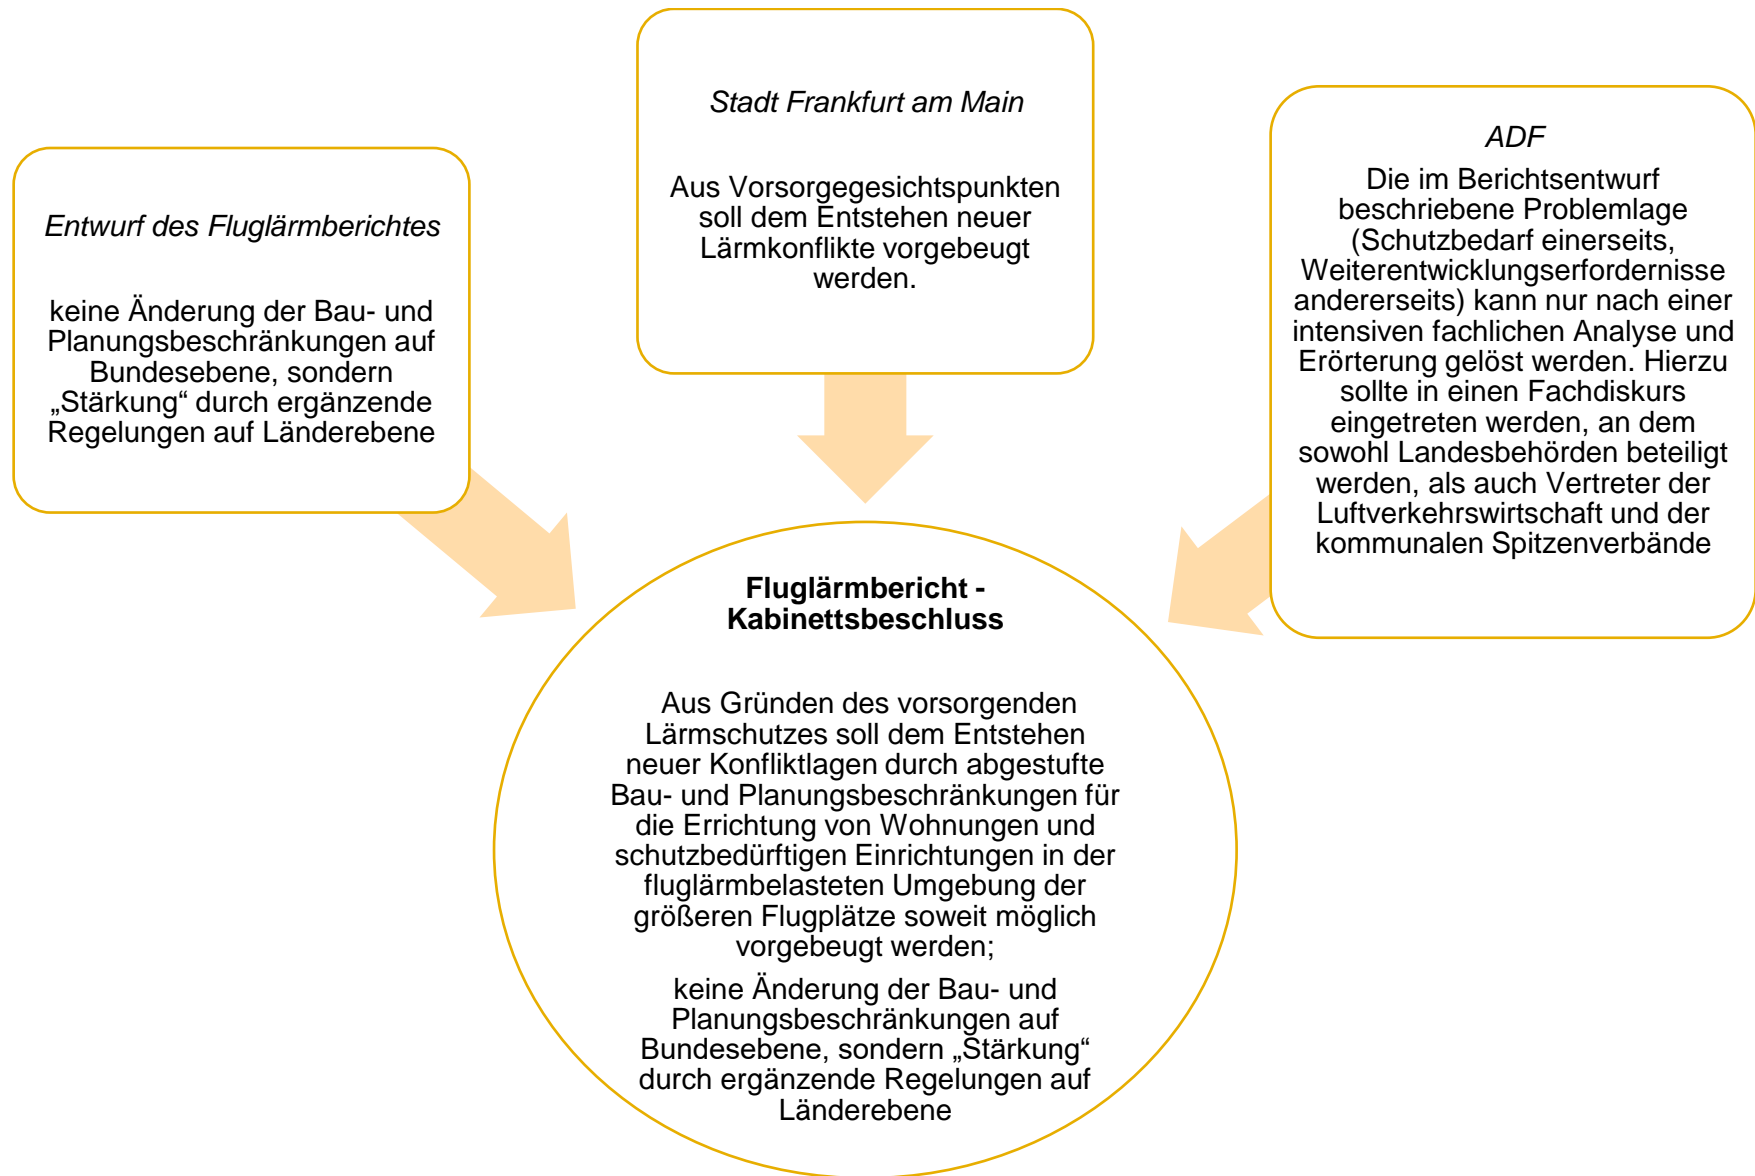 Entwurf des Fluglärmberichtes
keine Änderung der Bau- und
Planungsbeschränkungen auf
Bundesebene, sondern
„Stärkung“ durch ergänzende
Regelungen auf Länderebene
Stadt Frankfurt am Main
Aus Vorsorgegesichtspunkten
soll dem Entstehen neuer
Lärmkonflikte vorgebeugt
werden.
ADF
Die im Berichtsentwurf
beschriebene Problemlage
(Schutzbedarf einerseits,
Weiterentwicklungserfordernisse
andererseits) kann nur nach einer
intensiven fachlichen Analyse und
Erörterung gelöst werden. Hierzu
sollte in einen Fachdiskurs
eingetreten werden, an dem
sowohl Landesbehörden beteiligt
werden, als auch Vertreter der
Luftverkehrswirtschaft und der
kommunalen Spitzenverbände
Fluglärmbericht -
Kabinettsbeschluss
Aus Gründen des vorsorgenden
Lärmschutzes soll dem Entstehen
neuer Konfliktlagen durch abgestufte
Bau- und Planungsbeschränkungen für
die Errichtung von Wohnungen und
schutzbedürftigen Einrichtungen in der
fluglärmbelasteten Umgebung der
größeren Flugplätze soweit möglich
vorgebeugt werden;
keine Änderung der Bau- und
Planungsbeschränkungen auf
Bundesebene, sondern „Stärkung“
durch ergänzende Regelungen auf
Länderebene